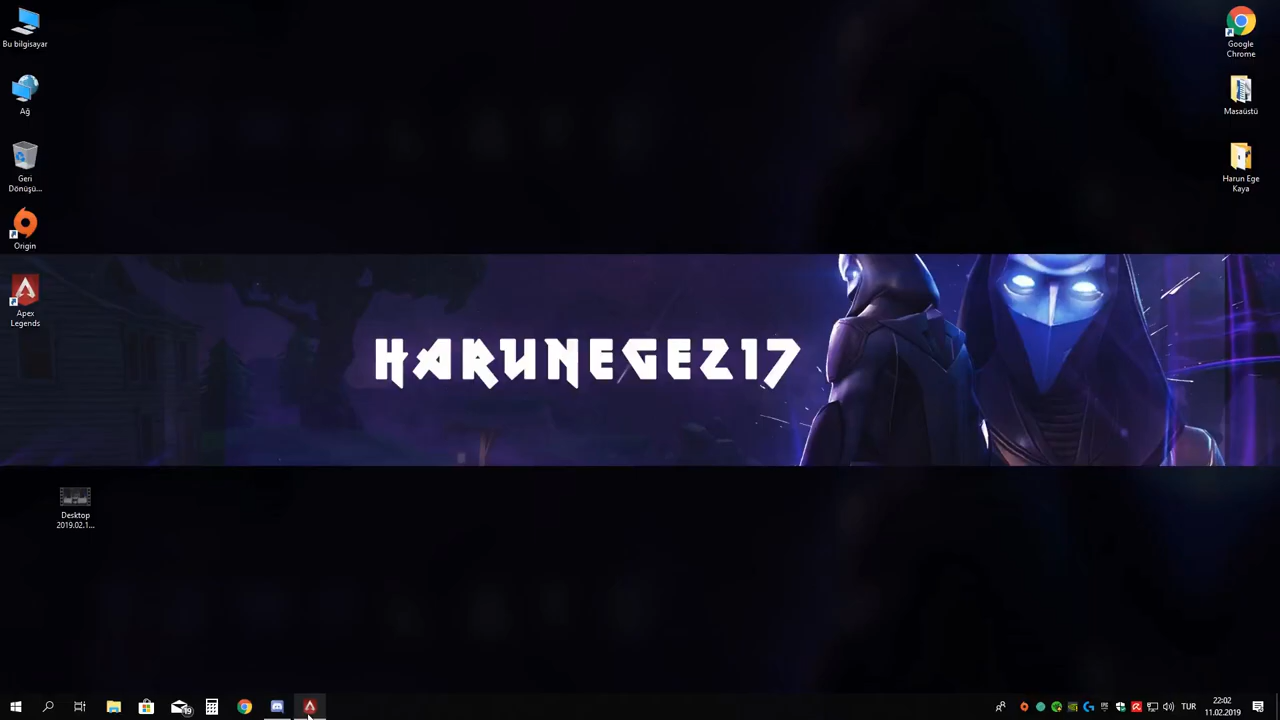 Bu bilgisayar
Ağ
Geri
Dönüşü...
Origin
Apex
Legends
Desktop
2019.02.1...
HARUNEGE217
Google
Chrome
Masaüstü
Harun Ege
Kaya
19
TUR
22:02
11.02.2019